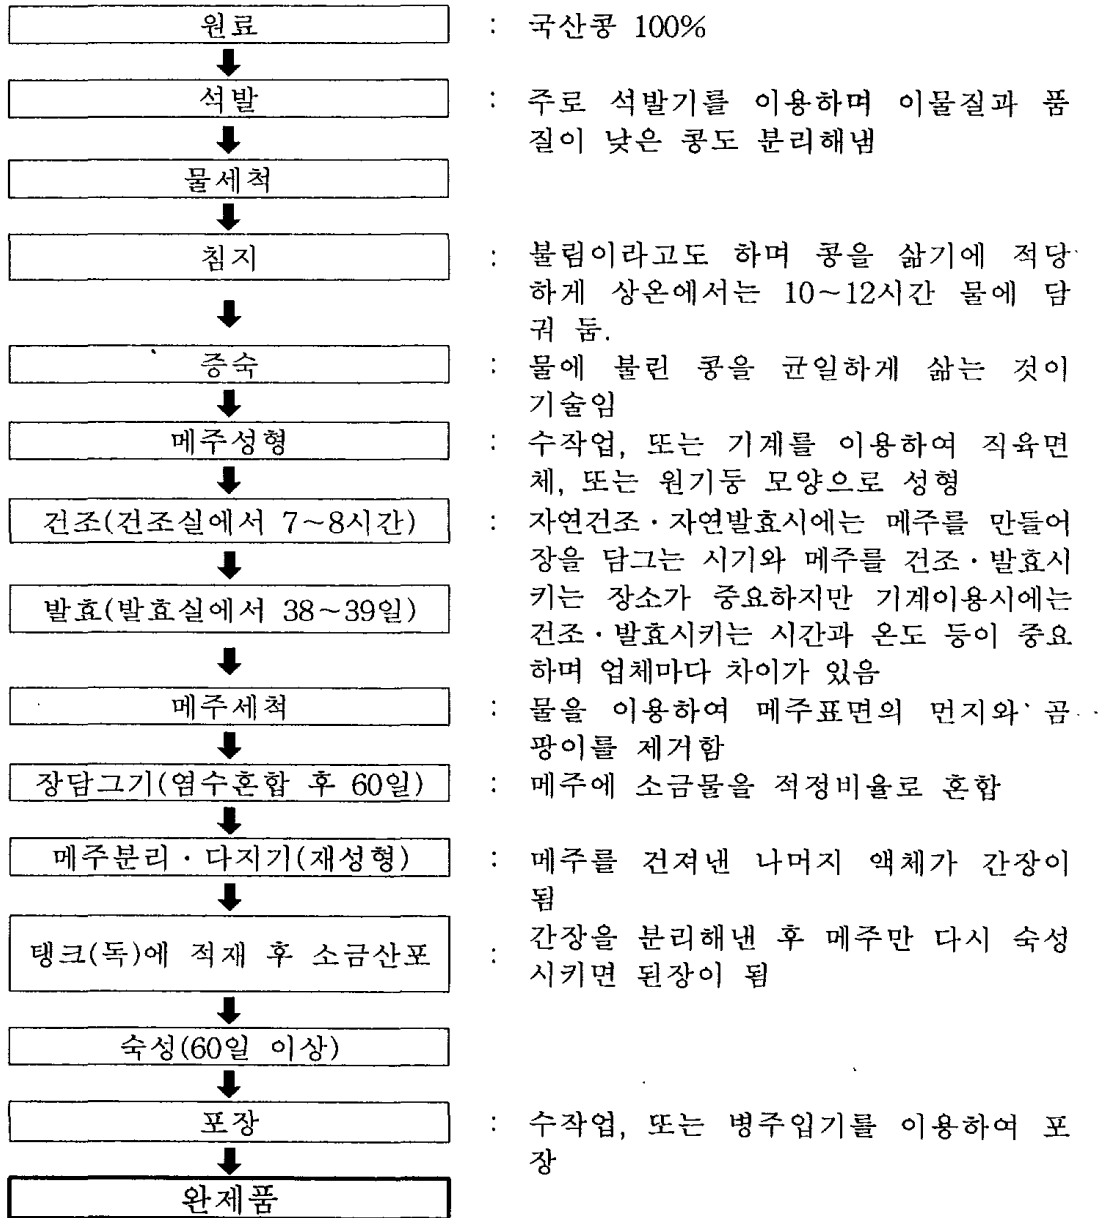 원료 : 국산콩 100%
석발 : 주로 석발기를 이용하며 이물질과 품
질이 낮은 콩도 분리해냄
물세척
침지 : 불림이라고도 하며 콩을 삶기에 적당
하게 상온에서는 10~12시간 물에 담
궈 둠.
증숙 : 물에 불린 콩을 균일하게 삶는 것이
기술임
메주성형 : 수작업, 또는 기계를 이용하여 직육면
체, 또는 원기둥 모양으로 성형
건조(건조실에서 7~8시간) : 자연건조·자연발효시에는 메주를 만들어
장을 담그는 시기와 메주를 건조·발효시
발효(발효실에서 38~39일) 키는 장소가 중요하지만 기계이용시에는
건조·발효시키는 시간과 온도 등이 중요
하며 업체마다 차이가 있음
메주세척 : 물을 이용하여 메주표면의 먼지와 곰
팡이를 제거함
장담그기(염수혼합 후 60일) : 메주에 소금물을 적정비율로 혼합
메주분리·다지기(재성형) : 메주를 건져낸 나머지 액체가 간장이
됨
탱크(독)에 적재 후 소금산포 : 간장을 분리해낸 후 메주만 다시 숙성
시키면 된장이 됨
숙성(60일 이상)
포장 : 수작업, 또는 병주입기를 이용하여 포
장
완제품